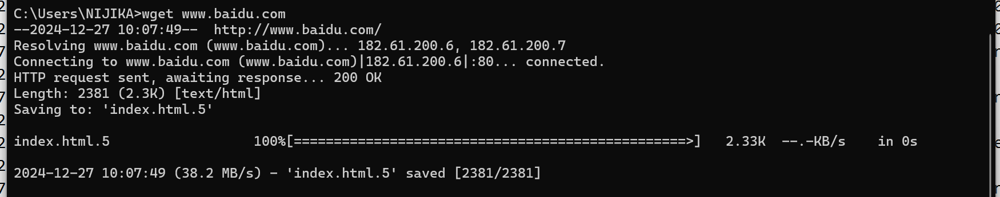 C:\Users\NIJIKA>wget www.baidu.com
--2024-12-27 10:07:49--  http://www.baidu.com/
Resolving www.baidu.com (www.baidu.com)... 182.61.200.6, 182.61.200.7
Connecting to www.baidu.com (www.baidu.com)|182.61.200.6|:80... connected.
HTTP request sent, awaiting response... 200 OK
Length: 2381 (2.3K) [text/html]
Saving to: 'index.html.5'
index.html.5                  100%[=================================================>]   2.33K  --.-KB/s    in 0s
2024-12-27 10:07:49 (38.2 MB/s) - 'index.html.5' saved [2381/2381]